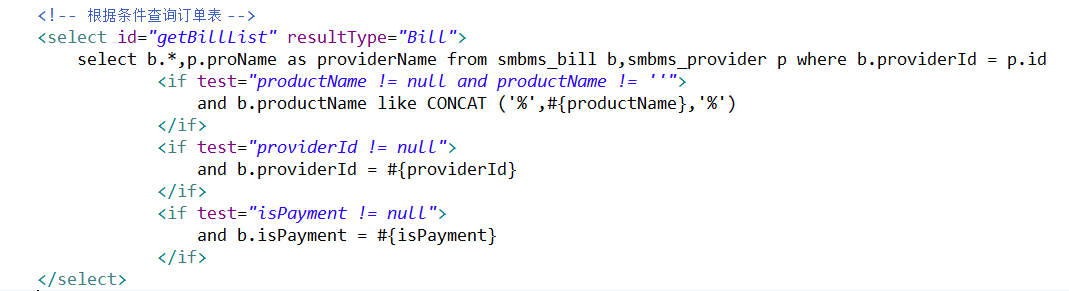 <!-- 根据条件查询订单表 -->
<select id="getBillList" resultType="Bill">
select b.*,p.proName as providerName from smbms_bill b,smbms_provider p where b.providerId = p.id
<if test="productName != null and productName != ''">
and b.productName like CONCAT ('%',#{productName},'%')
</if>
<if test="providerId != null">
and b.providerId = #{providerId}
</if>
<if test="isPayment != null">
and b.isPayment = #{isPayment}
</if>
</select>